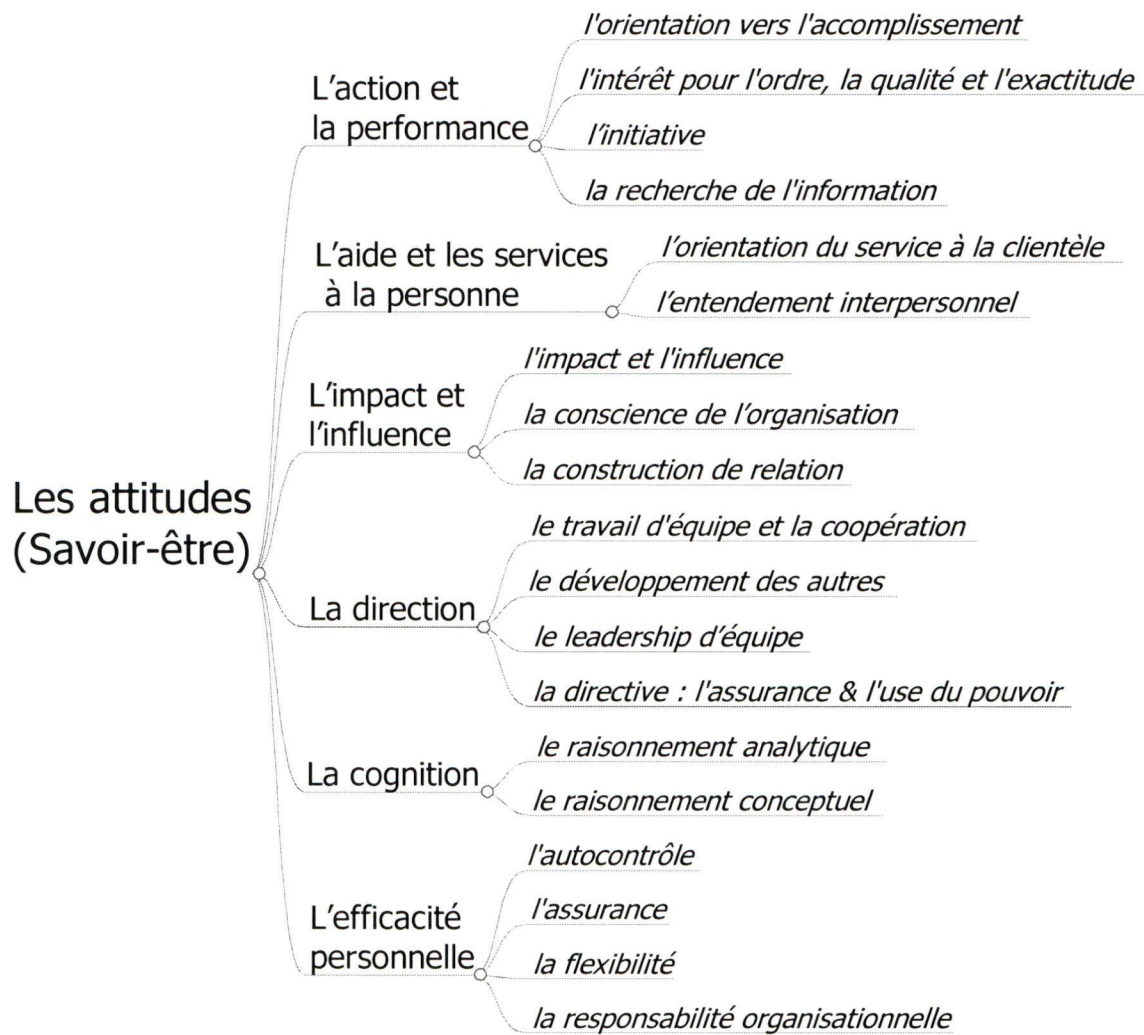 Les attitudes
(Savoir-être)
L’action et
la performance
l'orientation vers l'accomplissement
l'intérêt pour l'ordre, la qualité et l'exactitude
l’initiative
la recherche de l'information
L’aide et les services
à la personne
l’orientation du service à la clientèle
l’entendement interpersonnel
L’impact et
l’influence
l'impact et l'influence
la conscience de l’organisation
la construction de relation
La direction
le travail d'équipe et la coopération
le développement des autres
le leadership d’équipe
la directive : l'assurance & l'use du pouvoir
La cognition
le raisonnement analytique
le raisonnement conceptuel
L’efficacité
personnelle
l'autocontrôle
l'assurance
la flexibilité
la responsabilité organisationnelle